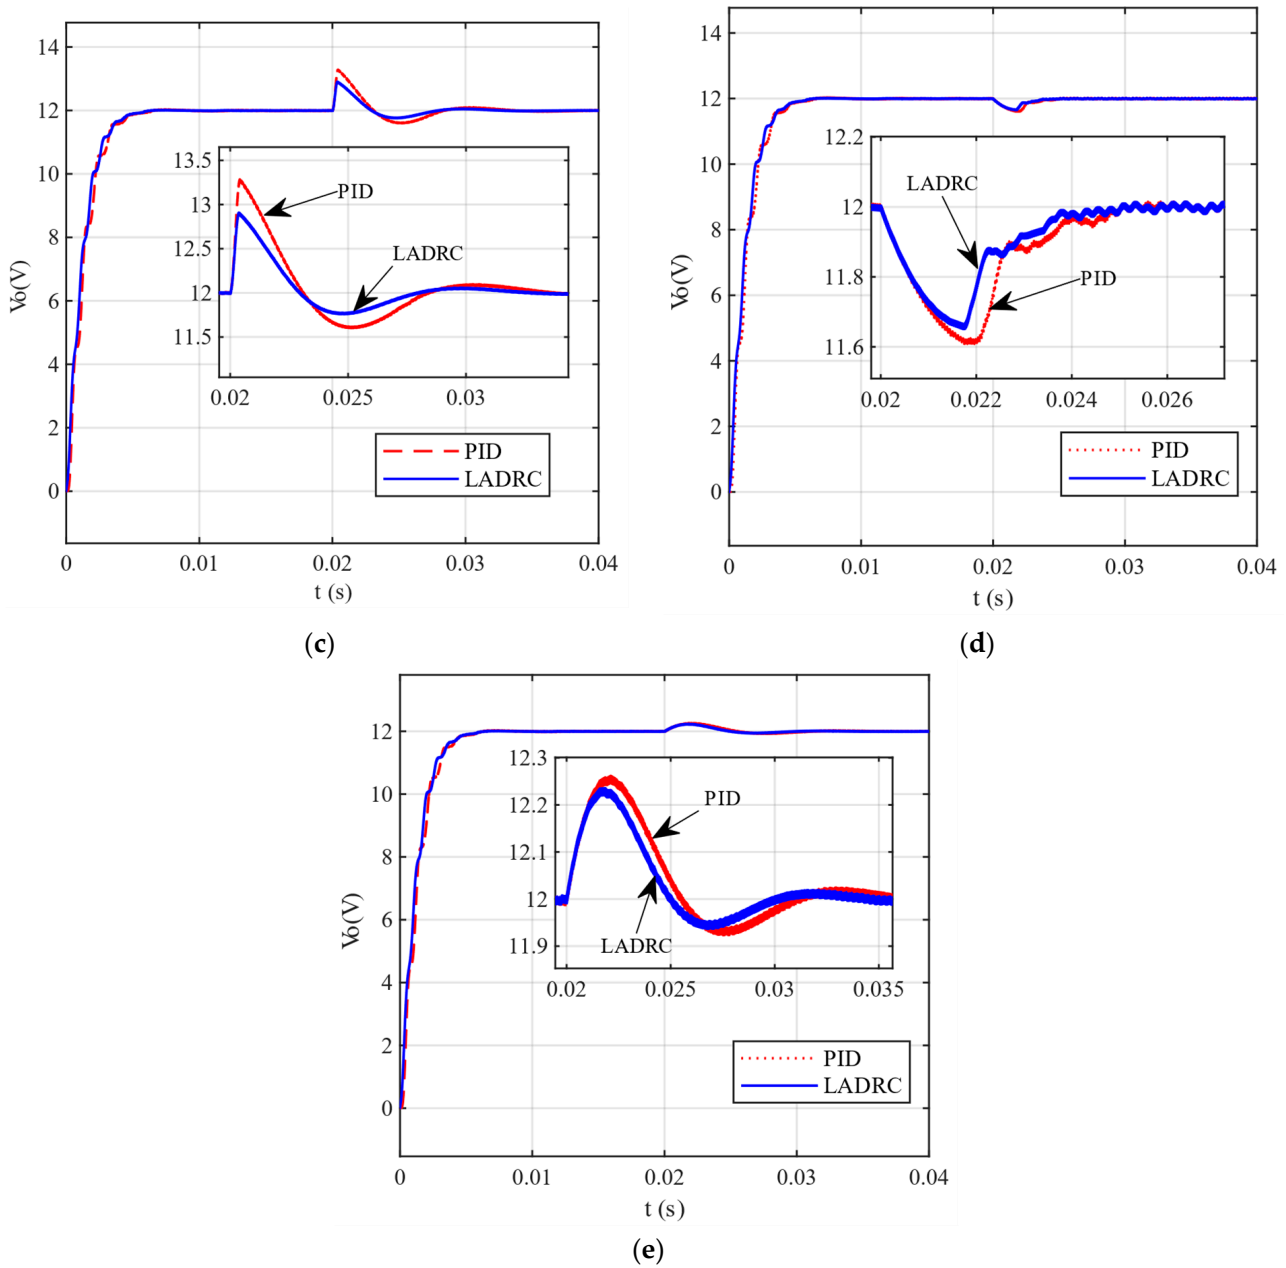 14
12
10
8
6
4
2
0
Vo(V)
0 0.01 0.02 0.03 0.04
t (s)
13.5
13
12.5
12
11.5
0.02 0.025 0.03
PID
LADRC
PID
LADRC
(c)
14
12
10
8
6
4
2
0
Vo(V)
0 0.01 0.02 0.03 0.04
t (s)
12.2
12
11.8
11.6
0.02 0.022 0.024 0.026
LADRC
PID
PID
LADRC
(d)
12
10
8
6
4
2
0
Vo(V)
0 0.01 0.02 0.03 0.04
t (s)
12.3
12.2
12.1
12
11.9
0.02 0.025 0.03 0.035
PID
LADRC
PID
LADRC
(e)